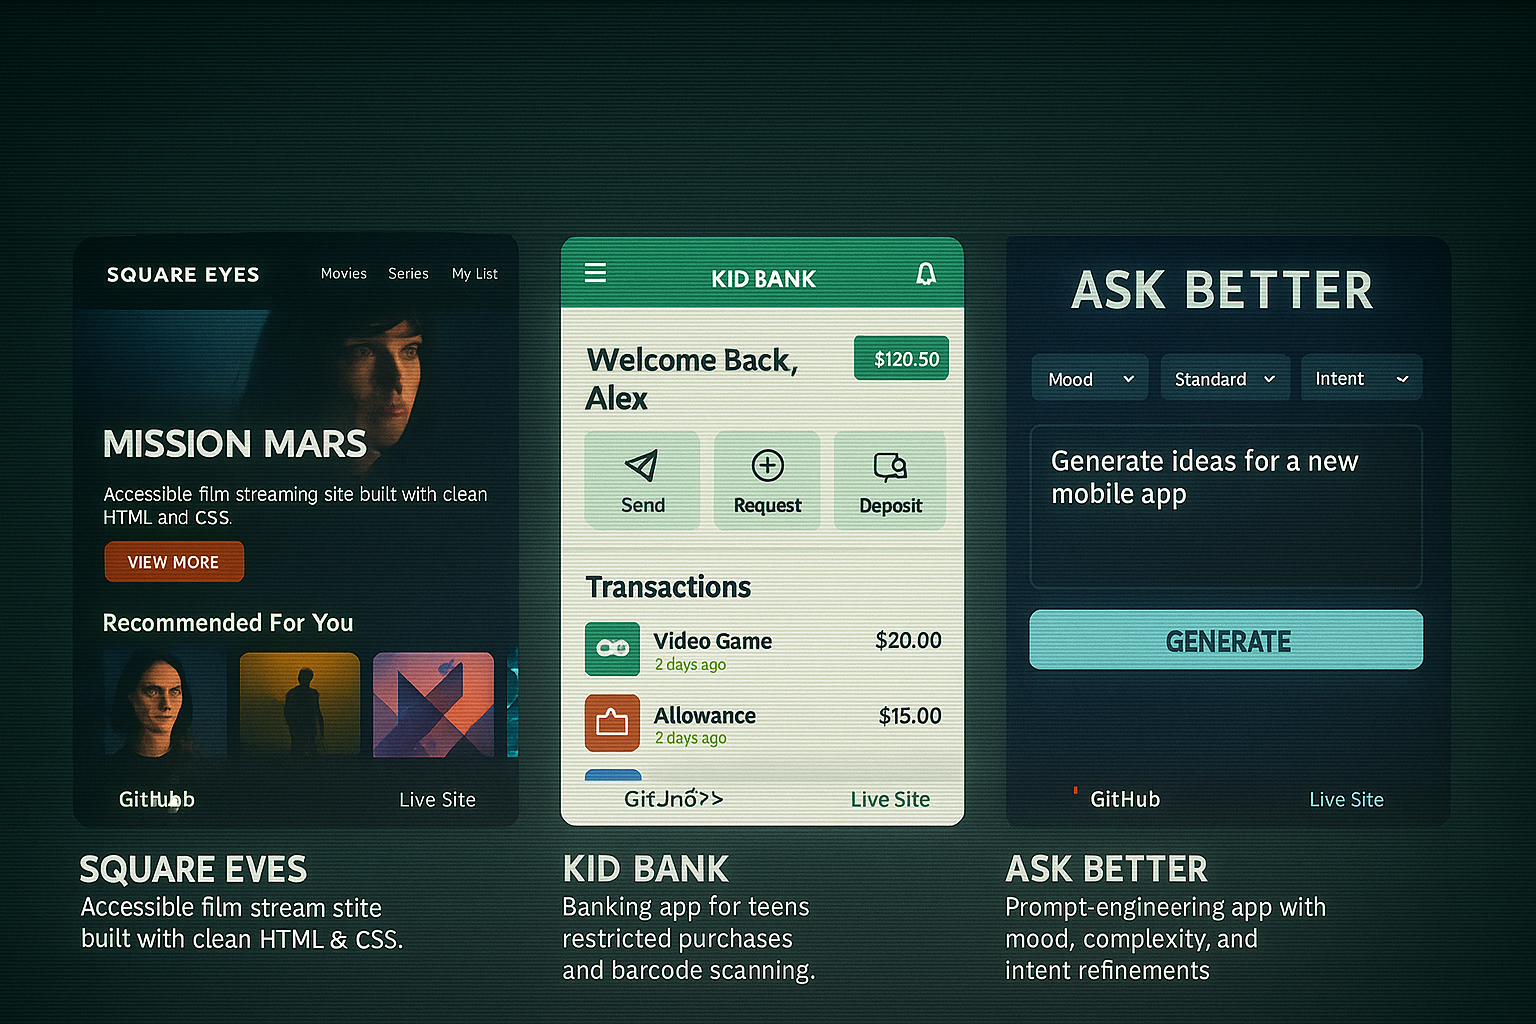 SQUARE EYES
Movies Series My List
MISSION MARS
Accessible film streaming site built with clean
HTML and CSS.
VIEW MORE
Recommended For You
Live Site
SQUARE EVES
Accessible film stream stite
built with clean HTML & CSS.
KID BANK
Welcome Back,
Alex
$120.50
Send Request Deposit
Transactions
Video Game $20.00
2 days ago
Allowance $15.00
2 days ago
Live Site
KID BANK
Banking app for teens
restricted purchases
and barcode scanning.
ASK BETTER
Mood Standard Intent
Generate ideas for a new
mobile app
GENERATE
GitHub Live Site
ASK BETTER
Prompt-engineering app with
mood, complexity, and
intent refinements